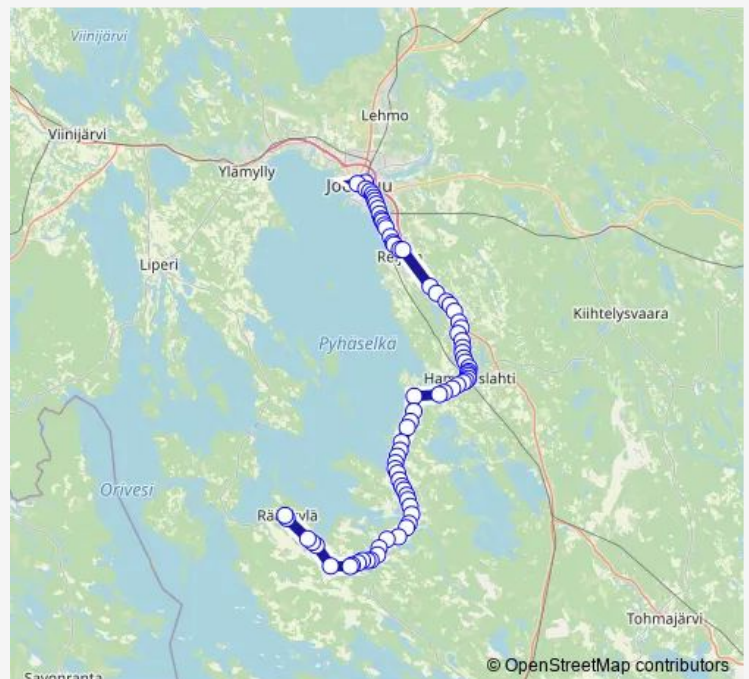 Viinijärvi
Lehmo
Viinijärvi
Ylämylly
Liperi
Kiihtelysvaara
Pyhäselkä
Orivesi
Tohmajärvi
© OpenStreetMap contributors